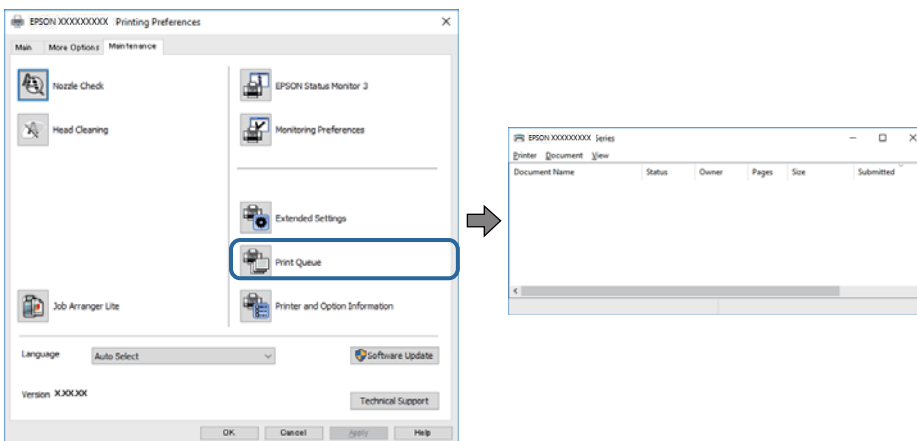 EPSON XXXXXXXXX Printing Preferences
Main More Options Maintenance
Nozzle Check
EPSON Status Monitor 3
Head Cleaning
Monitoring Preferences
Extended Settings
Print Queue
Job Arranger Lite
Printer and Option Information
Language Auto Select Software Update
Version X.XX.XX
Technical Support
OK Cancel Apply Help
EPSON XXXXXXXXX Series
Printer Document View
Document Name Status Owner Pages Size Submitted